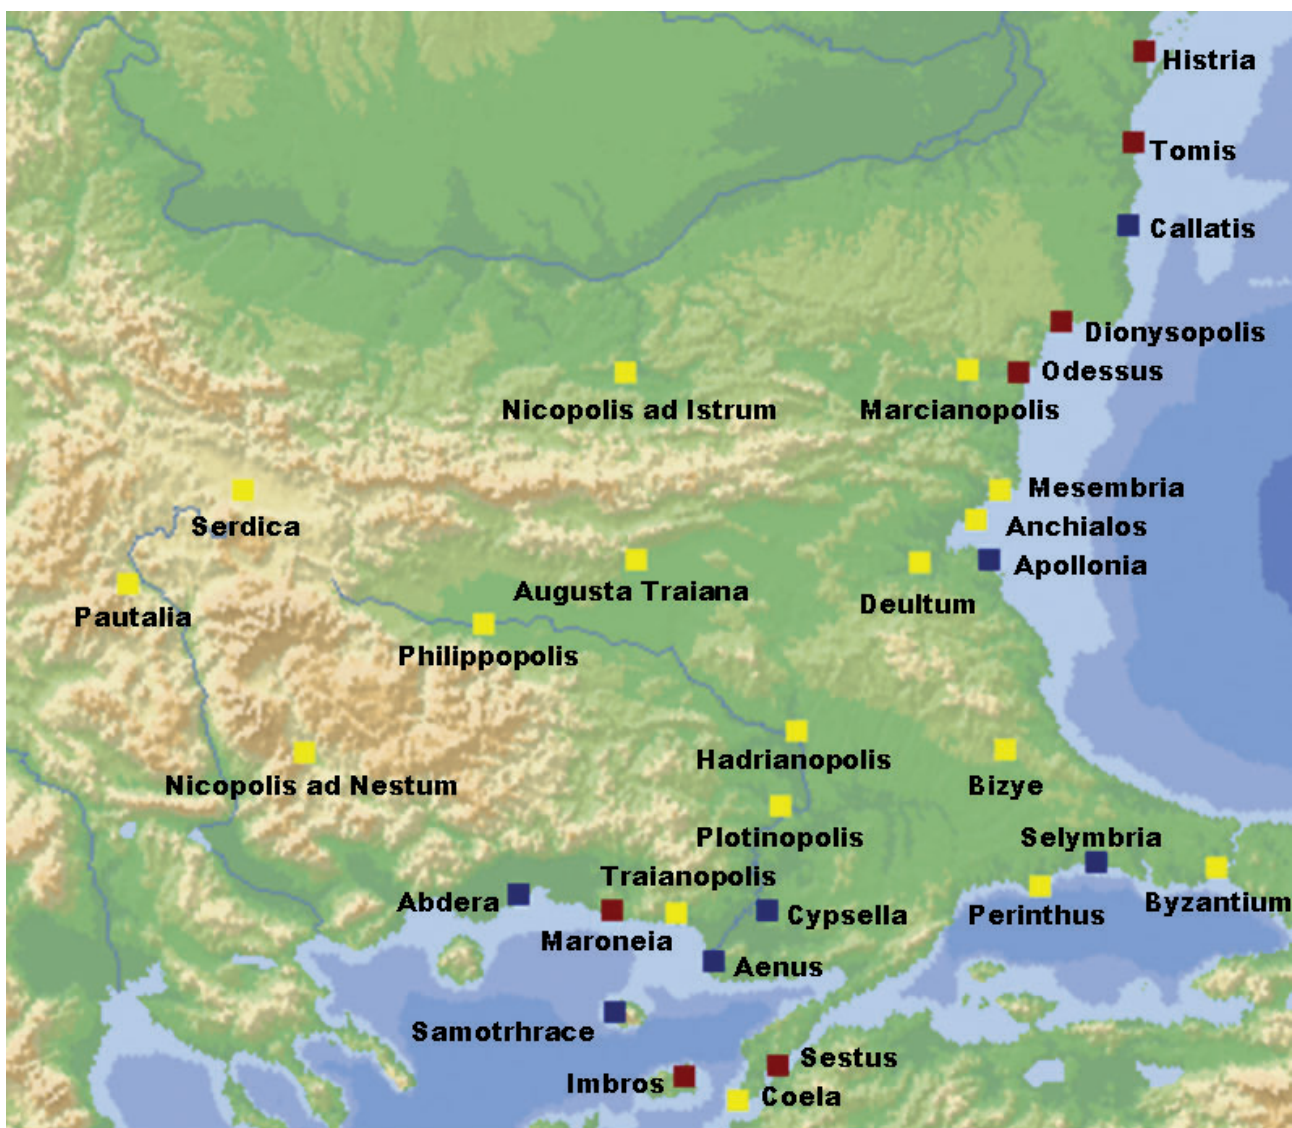 Histria
Tomis
Callatis
Dionysopolis
Odessus
Nicopolis ad Istrum
Marcianopolis
Mesembria
Serdica
Anchialos
Apollonia
Augusta Traiana
Deultum
Pautalia
Philippopolis
Hadrianopolis
Nicopolis ad Nestum
Bizye
Plotinopolis
Selymbria
Traianopolis
Abdera
Cypsella
Perinthus
Byzantium
Maroneia
Aenus
Samotrhrace
Sestus
Imbros
Coela